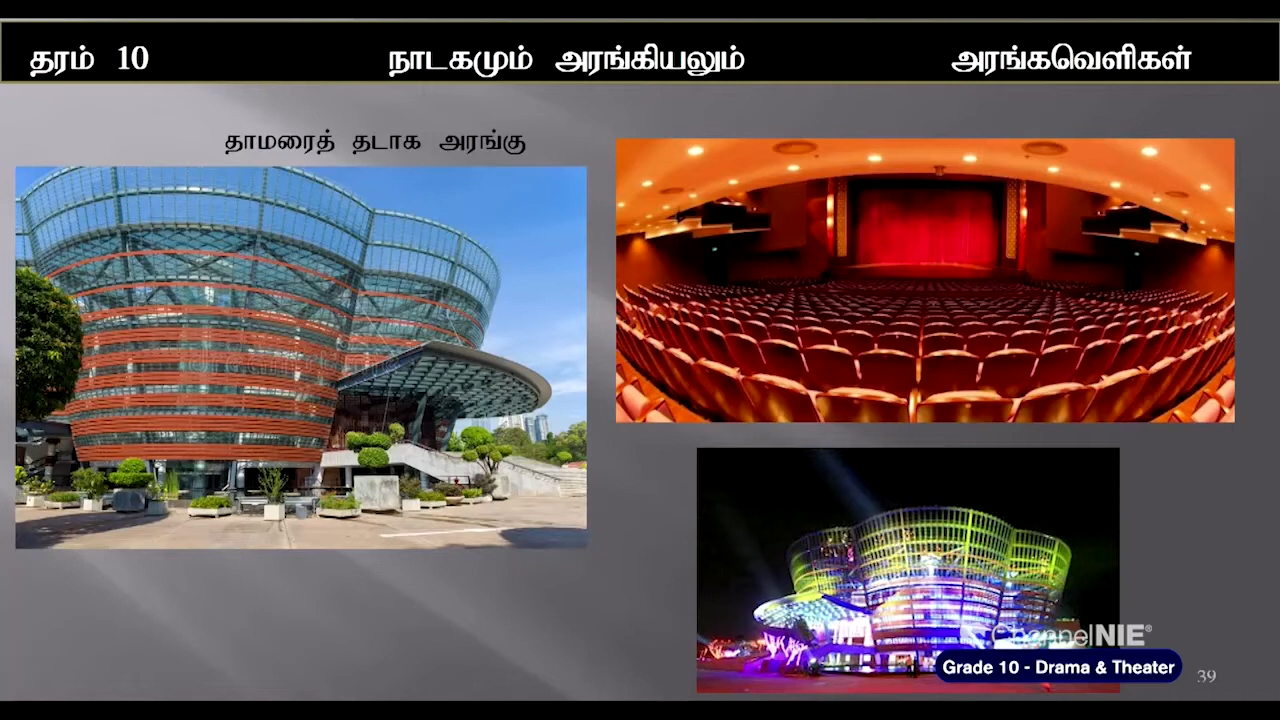 தரம் 10 நாடகமும் அரங்கியலும் அரங்கவெளிகள்
தாமரைத் தடாக அரங்கு
ChannelNIE®
Grade 10 - Drama & Theater
39